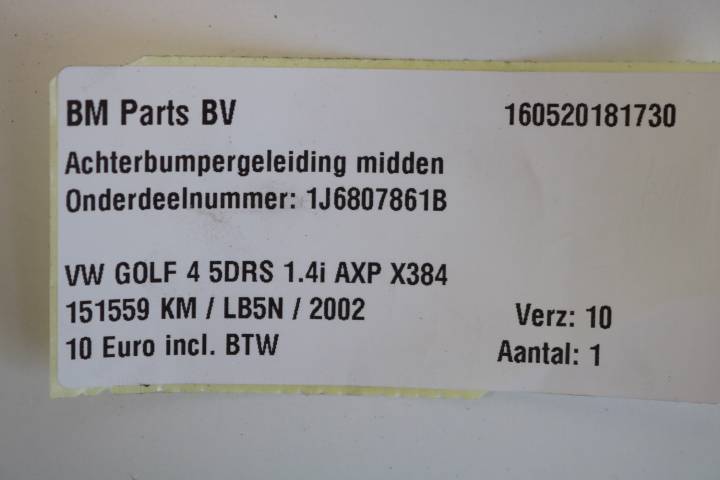 BM Parts BV 160520181730
Achterbumpergeleiding midden
Onderdeelnummer: 1J6807861B
VW GOLF 4 5DRS 1.4i AXP X384
151559 KM / LB5N / 2002 Verz: 10
10 Euro incl. BTW Aantal: 1